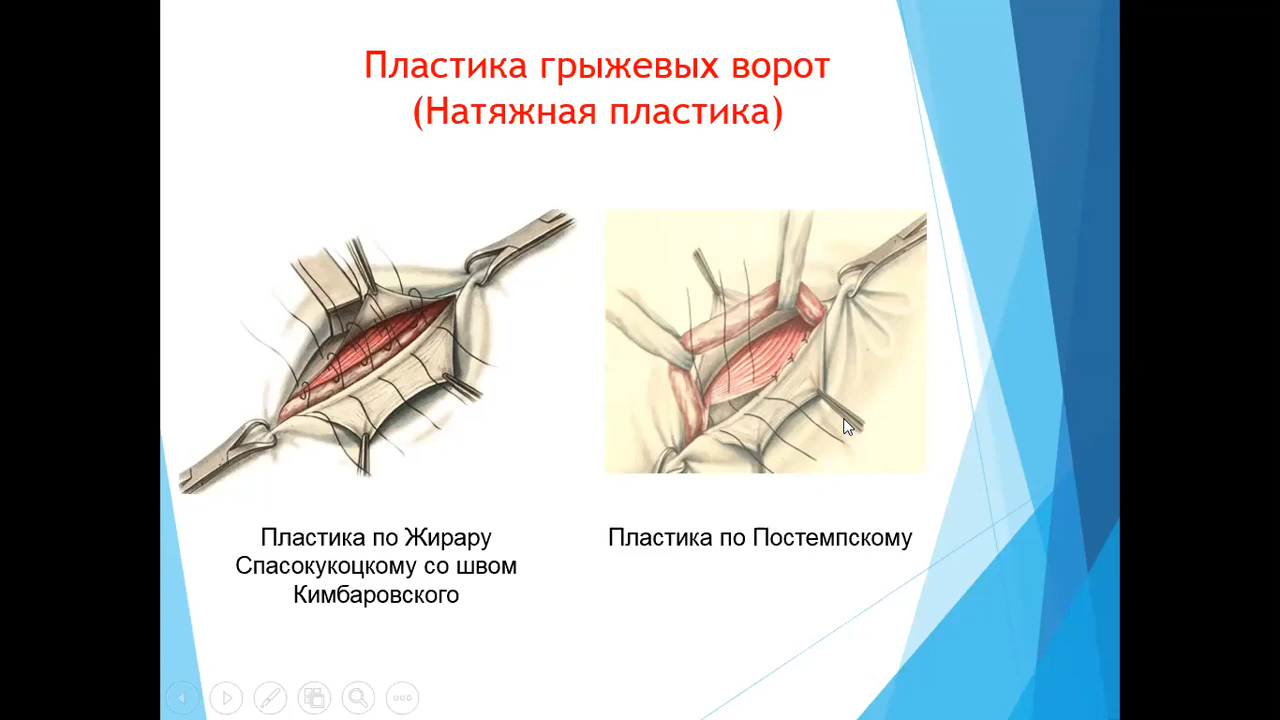 Пластика грыжевых ворот
(Натяжная пластика)
Пластика по Жирару
Спасокукоцкому со швом
Кимбаровского
Пластика по Постемпскому